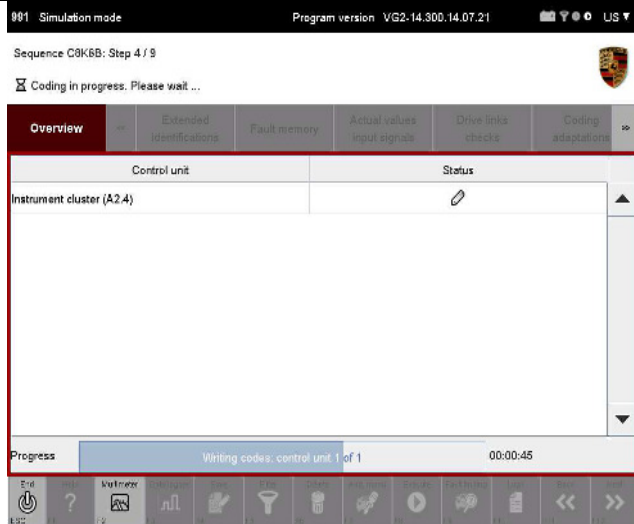 991 Simulation mode
Program version VG2-14.300.14.07.21
US
Sequence C8K6B: Step 4 / 9
Coding in progress. Please wait ...
Overview
Extended identifications
Fault memory
Actual values input signals
Drive links checks
Coding adaptations
Control unit
Status
Instrument cluster (A2.4)
Progress
Writing codes: control unit 1 of 1
00:00:45
End
Help
Multimeter
ESC